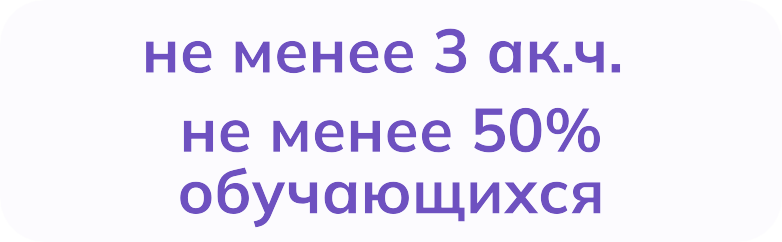 не менее 3 ак.ч.
не менее 50%
обучающихся